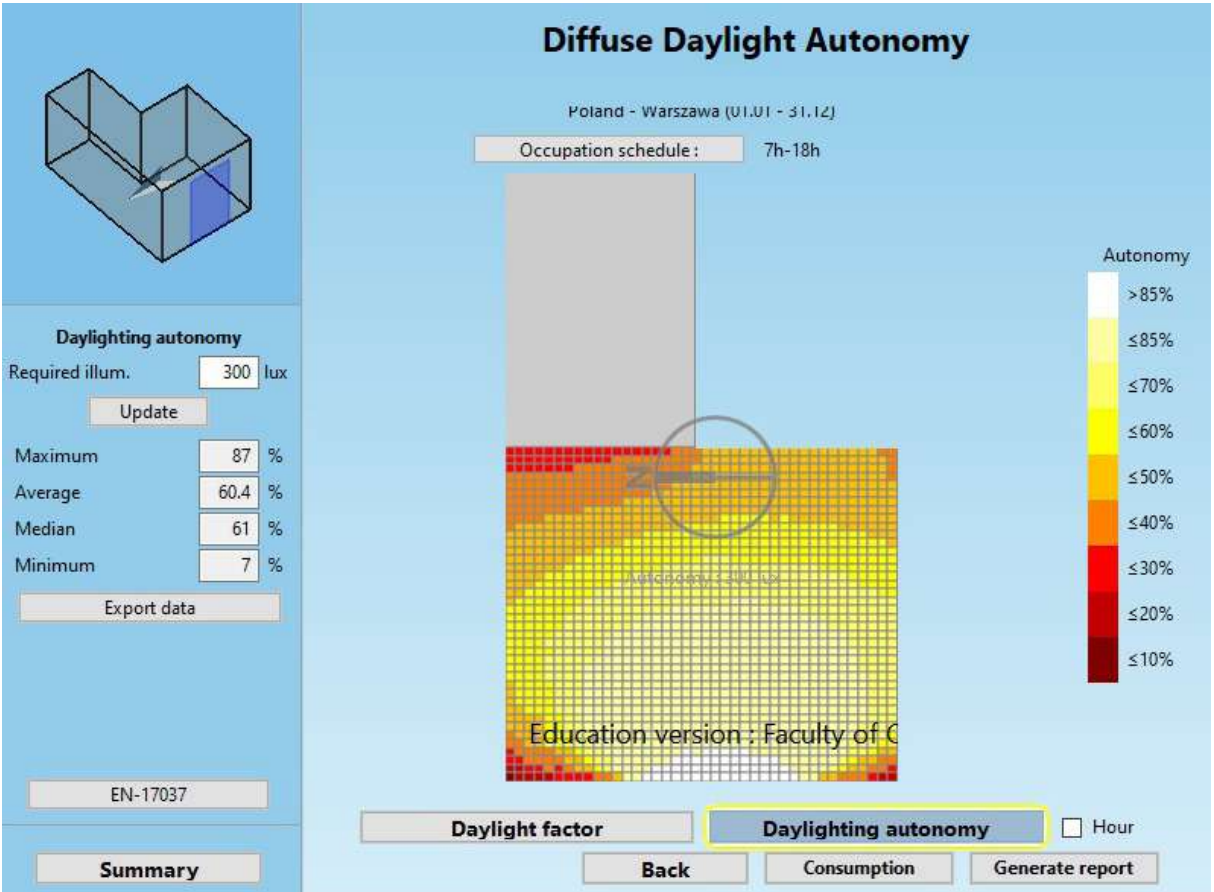 Diffuse Daylight Autonomy
Poland - Warszawa (01.01 - 31.12)
Occupation schedule : 7h-18h
Autonomy
>85%
≤85%
≤70%
≤60%
≤50%
≤40%
≤30%
≤20%
≤10%
Daylighting autonomy
Required illum. 300 lux
Update
Maximum 87 %
Average 60.4 %
Median 61 %
Minimum 7 %
Export data
EN-17037
Summary
N
Autonomy 300 lux
Education version : Faculty of C
Daylight factor Daylighting autonomy Hour
Back Consumption Generate report